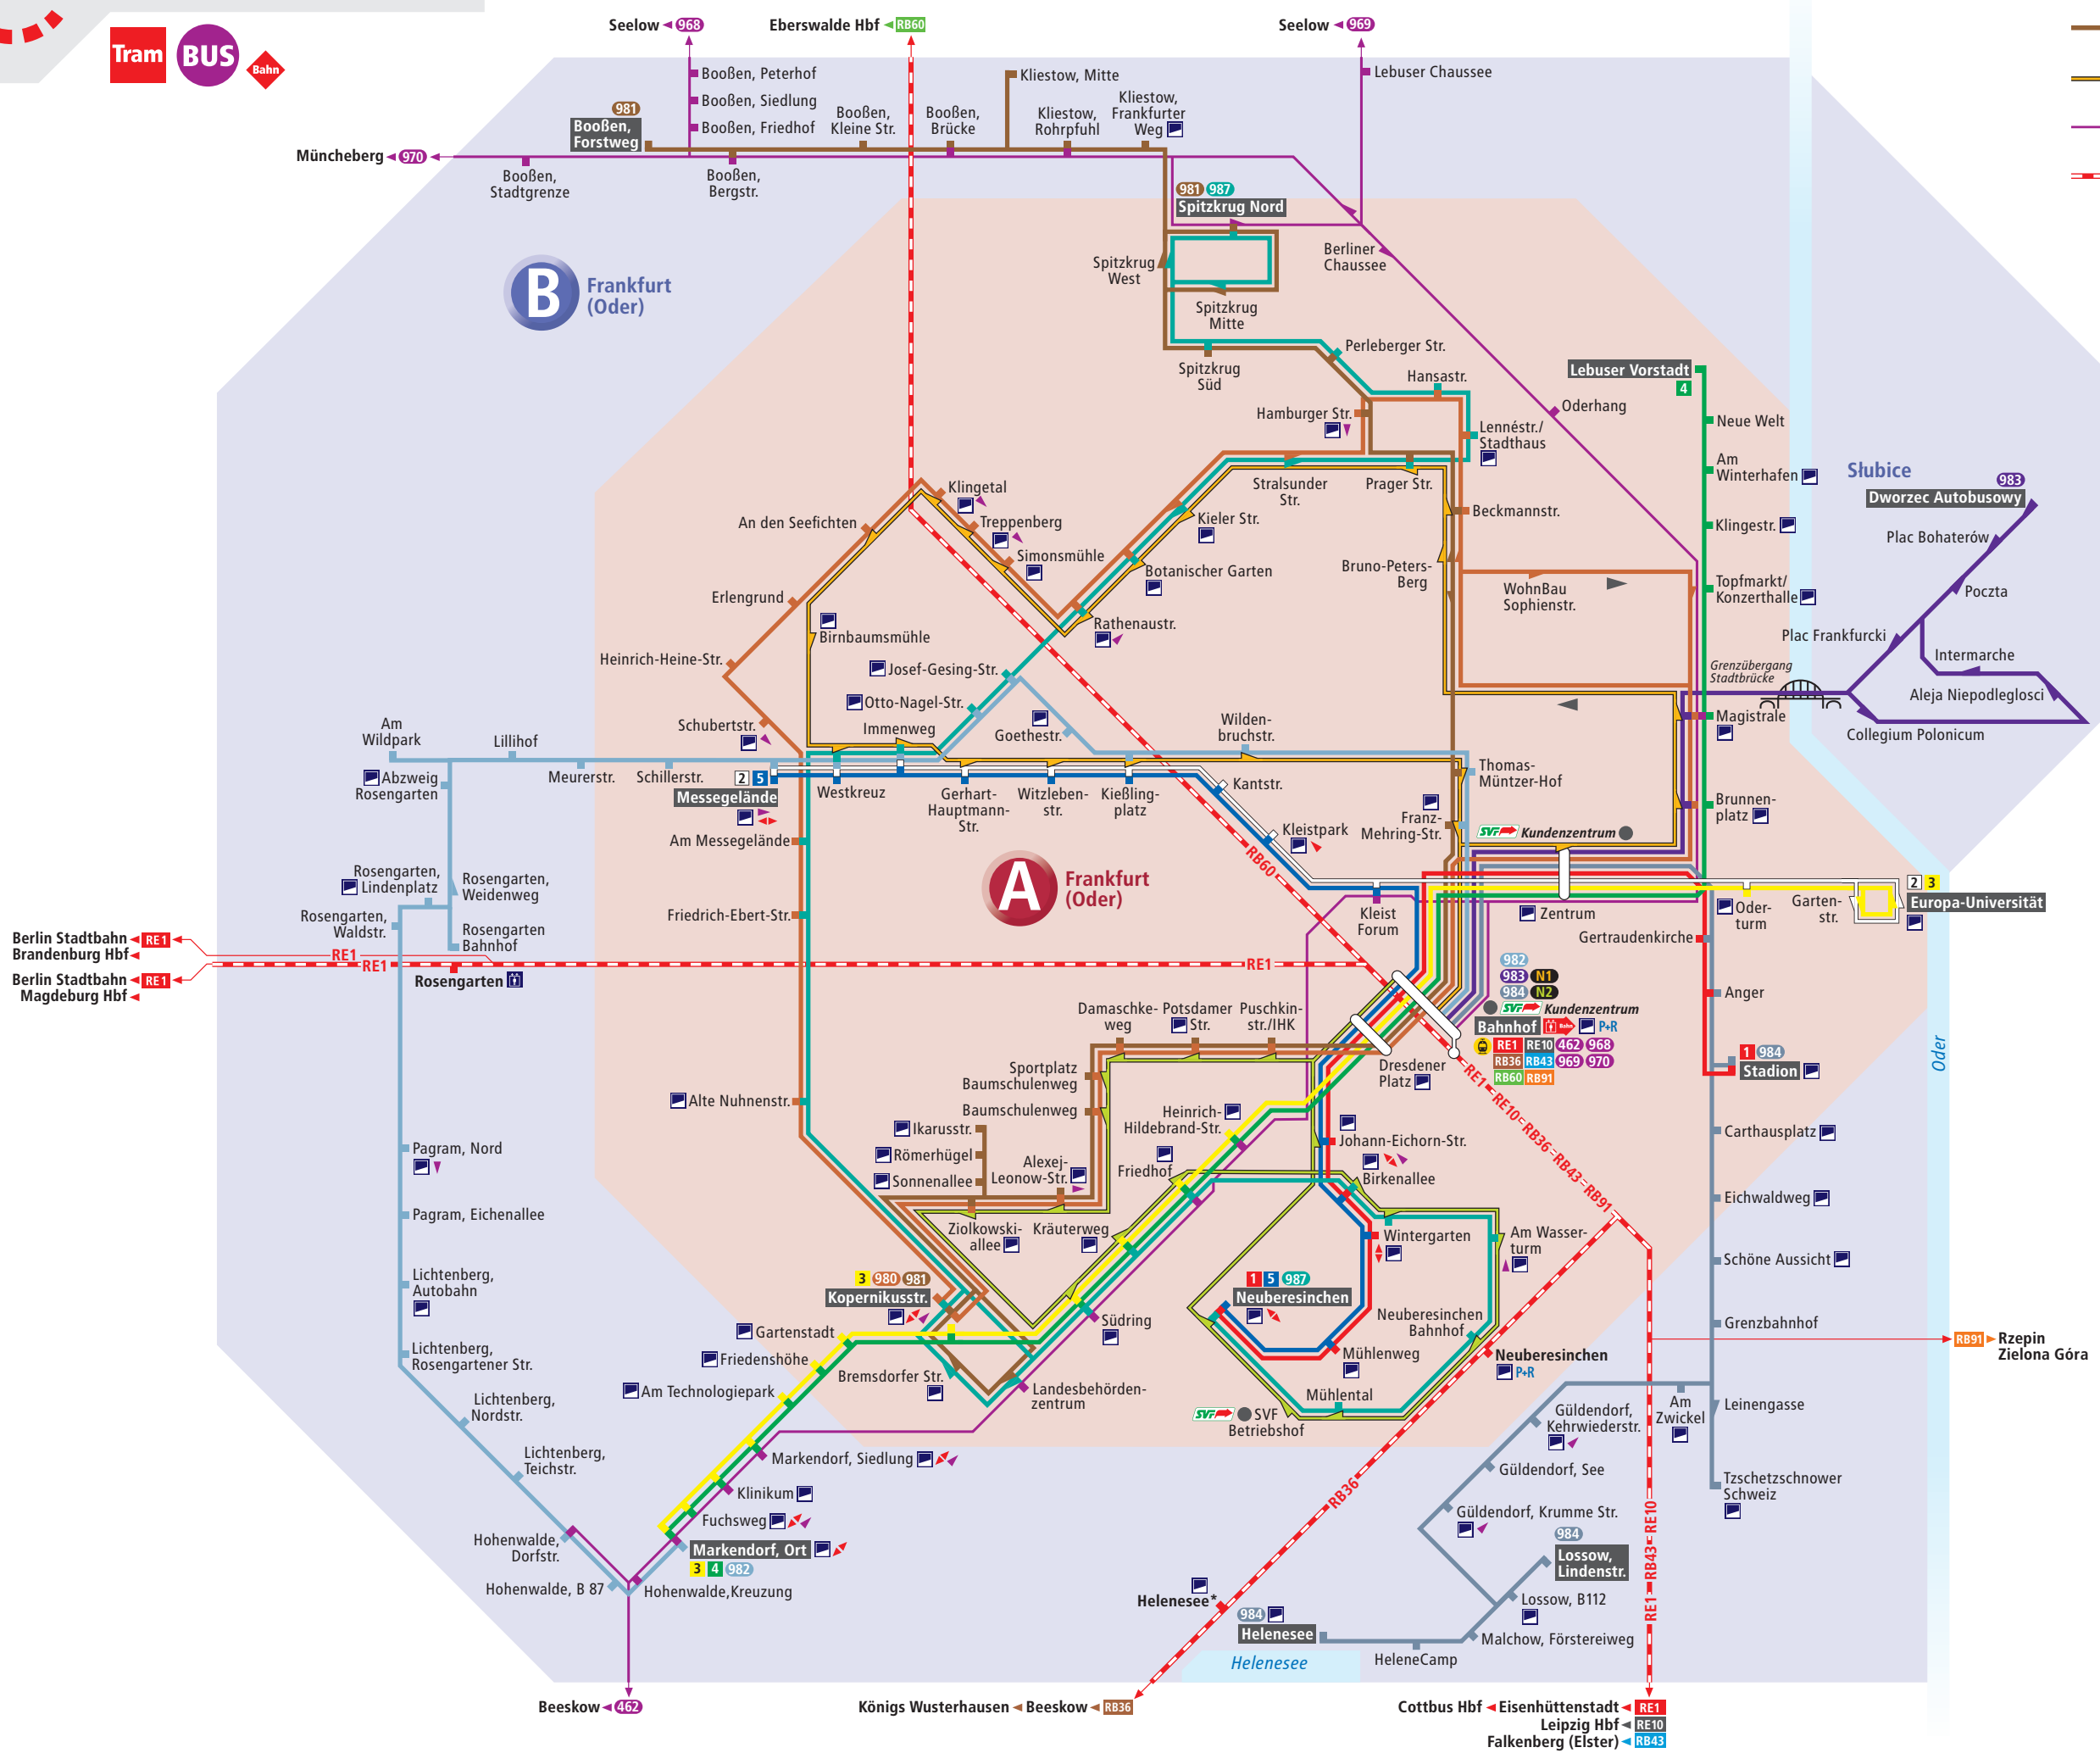 Tram
BUS
Bahn
Seelow 968
Eberswalde Hbf RB60
Seelow 969
Booßen, Peterhof
Booßen, Siedlung
Booßen, Friedhof
Kliestow, Mitte
Lebuser Chaussee
981
Booßen,
Forstweg
Booßen,
Kleine Str.
Booßen,
Brücke
Kliestow,
Rohrpfuhl
Kliestow,
Frankfurter
Weg
Müncheberg 970
Booßen,
Stadtgrenze
Booßen,
Bergstr.
981 987
Spitzkrug Nord
B
Frankfurt
(Oder)
Spitzkrug
West
Berliner
Chaussee
Spitzkrug
Mitte
Spitzkrug
Süd
Perleberger Str.
Hansastr.
Hamburger Str.
Lennéstr./
Stadthaus
Oderhang
Lebuser Vorstadt
4
Neue Welt
Am
Winterhafen
Klingestr.
Topfmarkt/
Konzerthalle
Słubice
983
Dworzec Autobusowy
Plac Bohaterów
Poczta
Plac Frankfurcki
Intermarche
Aleja Niepodleglosci
Collegium Polonicum
Grenzübergang
Stadtbrücke
Magistrale
Stralsunder
Str.
Prager Str.
Beckmannstr.
Bruno-Peters-
Berg
WohnBau
Sophienstr.
Klingetal
Treppenberg
Simonsmühle
An den Seefichten
Kieler Str.
Botanischer Garten
Rathenaustr.
Erlengrund
Birnbaumsmühle
Heinrich-Heine-Str.
Josef-Gesing-Str.
Otto-Nagel-Str.
Immenweg
Goethestr.
Wilden-
bruchstr.
Schubertstr.
Am
Wildpark
Lillihof
Meurerstr.
Schillerstr.
2 5
Messegelände
Westkreuz
Gerhart-
Hauptmann-
Str.
Witzleben-
str.
Kießling-
platz
Kantstr.
Kleistpark
Thomas-
Müntzer-Hof
Franz-
Mehring-Str.
SVF Kundenzentrum
Brunnen-
platz
Abzweig
Rosengarten
Am Messegelände
Rosengarten,
Lindenplatz
Rosengarten,
Weidenweg
Rosengarten,
Waldstr.
Rosengarten
Bahnhof
A
Frankfurt
(Oder)
RB60
Friedrich-Ebert-Str.
Kleist
Forum
Zentrum
Oder-
turm
Garten-
str.
2 3
Europa-Universität
Gertraudenkirche
Berlin Stadtbahn RE1
Brandenburg Hbf
Berlin Stadtbahn RE1
Magdeburg Hbf
RE1
RE1
RE1
Rosengarten
982
983 N1
984 N2
SVF Kundenzentrum
Bahnhof Bahn P+R
RE1 RE10 462 968
RB36 RB43 969 970
RB60 RB91
Anger
1 984
Stadion
Oder
Damaschke-
weg
Potsdamer
Str.
Puschkin-
str./IHK
Dresdener
Platz
RE1 RE10 RB36 RB43 RB91
Sportplatz
Baumschulenweg
Baumschulenweg
Alte Nuhnenstr.
Ikarusstr.
Römerhügel
Sonnenallee
Alexej-
Leonow-Str.
Heinrich-
Hildebrand-Str.
Friedhof
Johann-Eichorn-Str.
Birkenallee
Carthausplatz
Eichwaldweg
Schöne Aussicht
Grenzbahnhof
Pagram, Nord
Pagram, Eichenallee
Ziolkowski-
allee
Kräuterweg
Wintergarten
Am Wasser-
turm
Lichtenberg,
Autobahn
3 980 981
Kopernikusstr.
1 5 987
Neuberesinchen
Südring
Neuberesinchen
Bahnhof
Gartenstadt
Friedenshöhe
Am Technologiepark
Bremsdorfer Str.
Landesbehörden-
zentrum
Mühlenweg
Mühlental
Neuberesinchen
P+R
RB91 Rzepin
Zielona Góra
Lichtenberg,
Rosengartener Str.
Lichtenberg,
Nordstr.
Lichtenberg,
Teichstr.
SVF SVF
Betriebshof
Güldendorf,
Kehrwiederstr.
Am
Zwickel
Leinengasse
Güldendorf, See
Tzschetzschnower
Schweiz
Markendorf, Siedlung
Klinikum
Fuchsweg
Markendorf, Ort
3 4 982
RB36
Güldendorf, Krumme Str.
984
Lossow,
Lindenstr.
Hohenwalde,
Dorfstr.
Hohenwalde, B 87
Hohenwalde,Kreuzung
Helenesee*
984
Helenesee
Lossow, B112
Malchow, Förstereiweg
HeleneCamp
Helenesee
RE1 RB43 RE10
Beeskow 462
Königs Wusterhausen Beeskow RB36
Cottbus Hbf Eisenhüttenstadt RE1
Leipzig Hbf RE10
Falkenberg (Elster) RB43